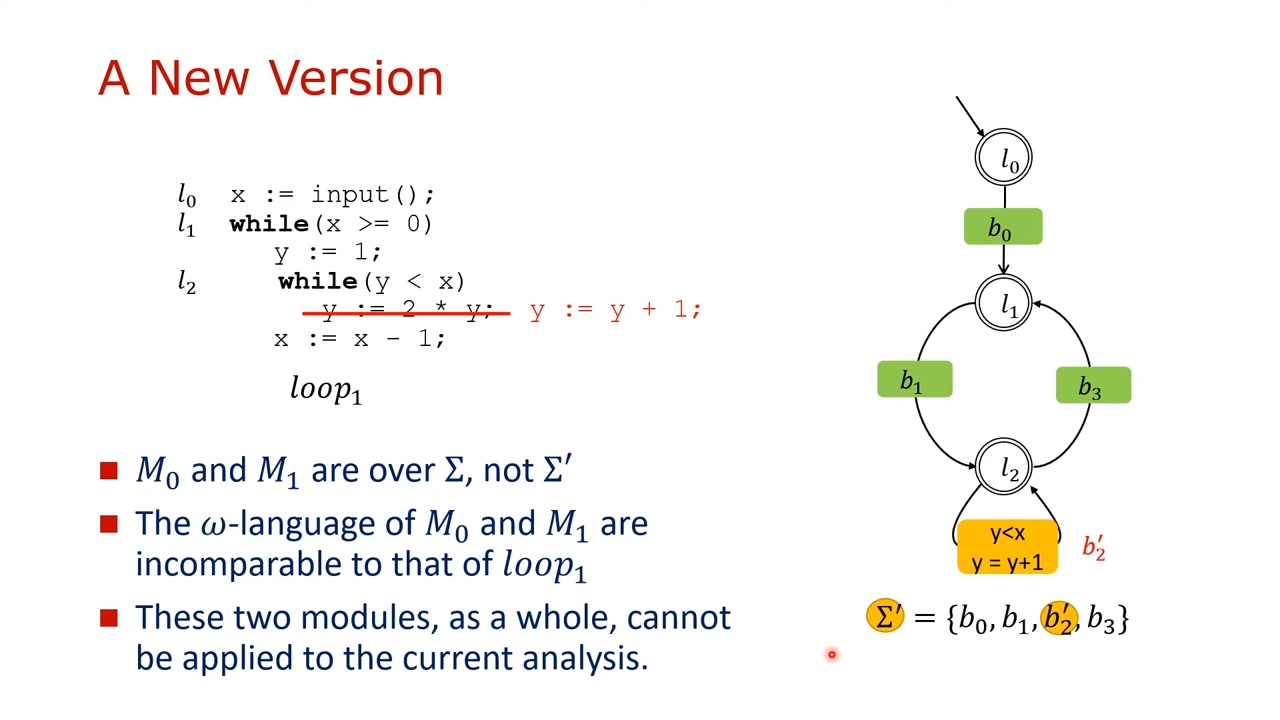 A New Version
l₀ x := input();
l₁ while(x >= 0)
y := 1;
l₂ while(y < x)
y := 2 * y; y := y + 1;
x := x - 1;
loop₁
M₀ and M₁ are over Σ, not Σ′
The ω-language of M₀ and M₁ are
incomparable to that of loop₁
These two modules, as a whole, cannot
be applied to the current analysis.
l₀
b₀
l₁
b₁ b₃
l₂
y<x
y = y+1 b₂′
Σ′ = {b₀, b₁, b₂′, b₃}